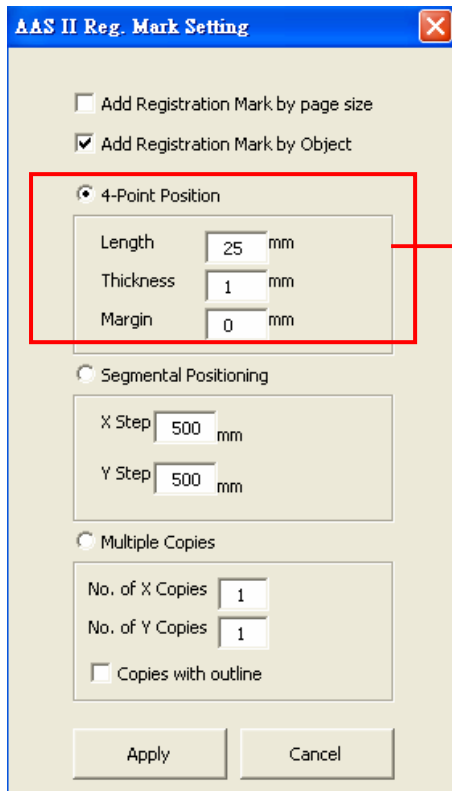 AAS II Reg. Mark Setting
Add Registration Mark by page size
Add Registration Mark by Object
4-Point Position
Length 25 mm
Thickness 1 mm
Margin 0 mm
Segmental Positioning
X Step 500 mm
Y Step 500 mm
Multiple Copies
No. of X Copies 1
No. of Y Copies 1
Copies with outline
Apply Cancel